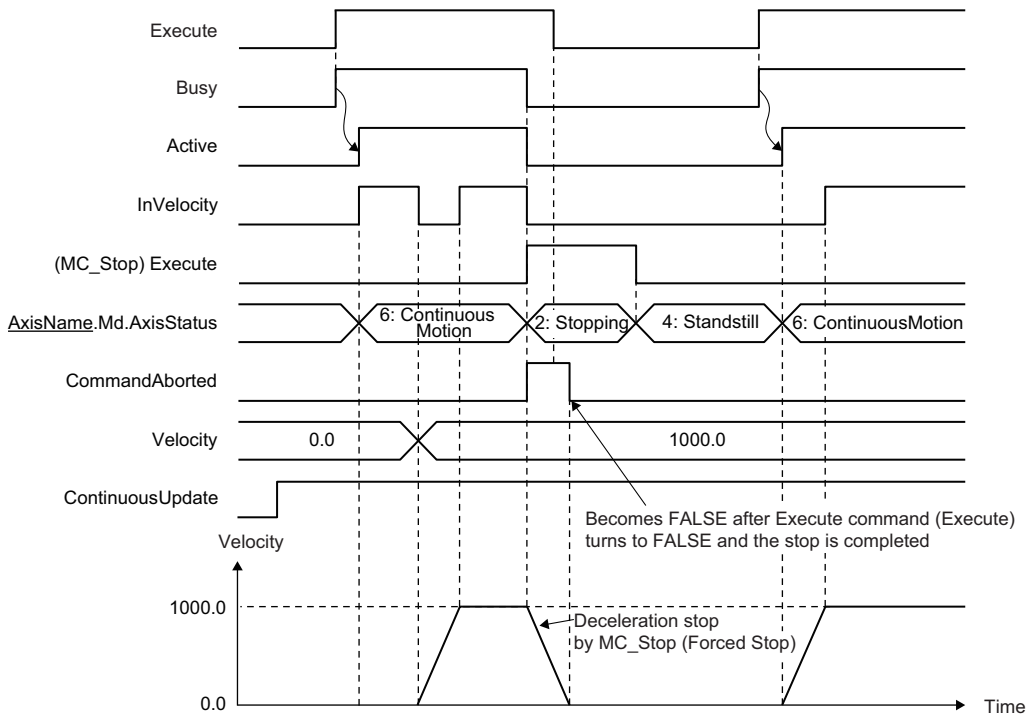 Execute
Busy
Active
InVelocity
(MC_Stop) Execute
AxisName.Md.AxisStatus
6: Continuous
Motion
2: Stopping
4: Standstill
6: ContinuousMotion
CommandAborted
Velocity
0.0
1000.0
ContinuousUpdate
Becomes FALSE after Execute command (Execute)
turns to FALSE and the stop is completed
Velocity
1000.0
Deceleration stop
by MC_Stop (Forced Stop)
0.0
Time